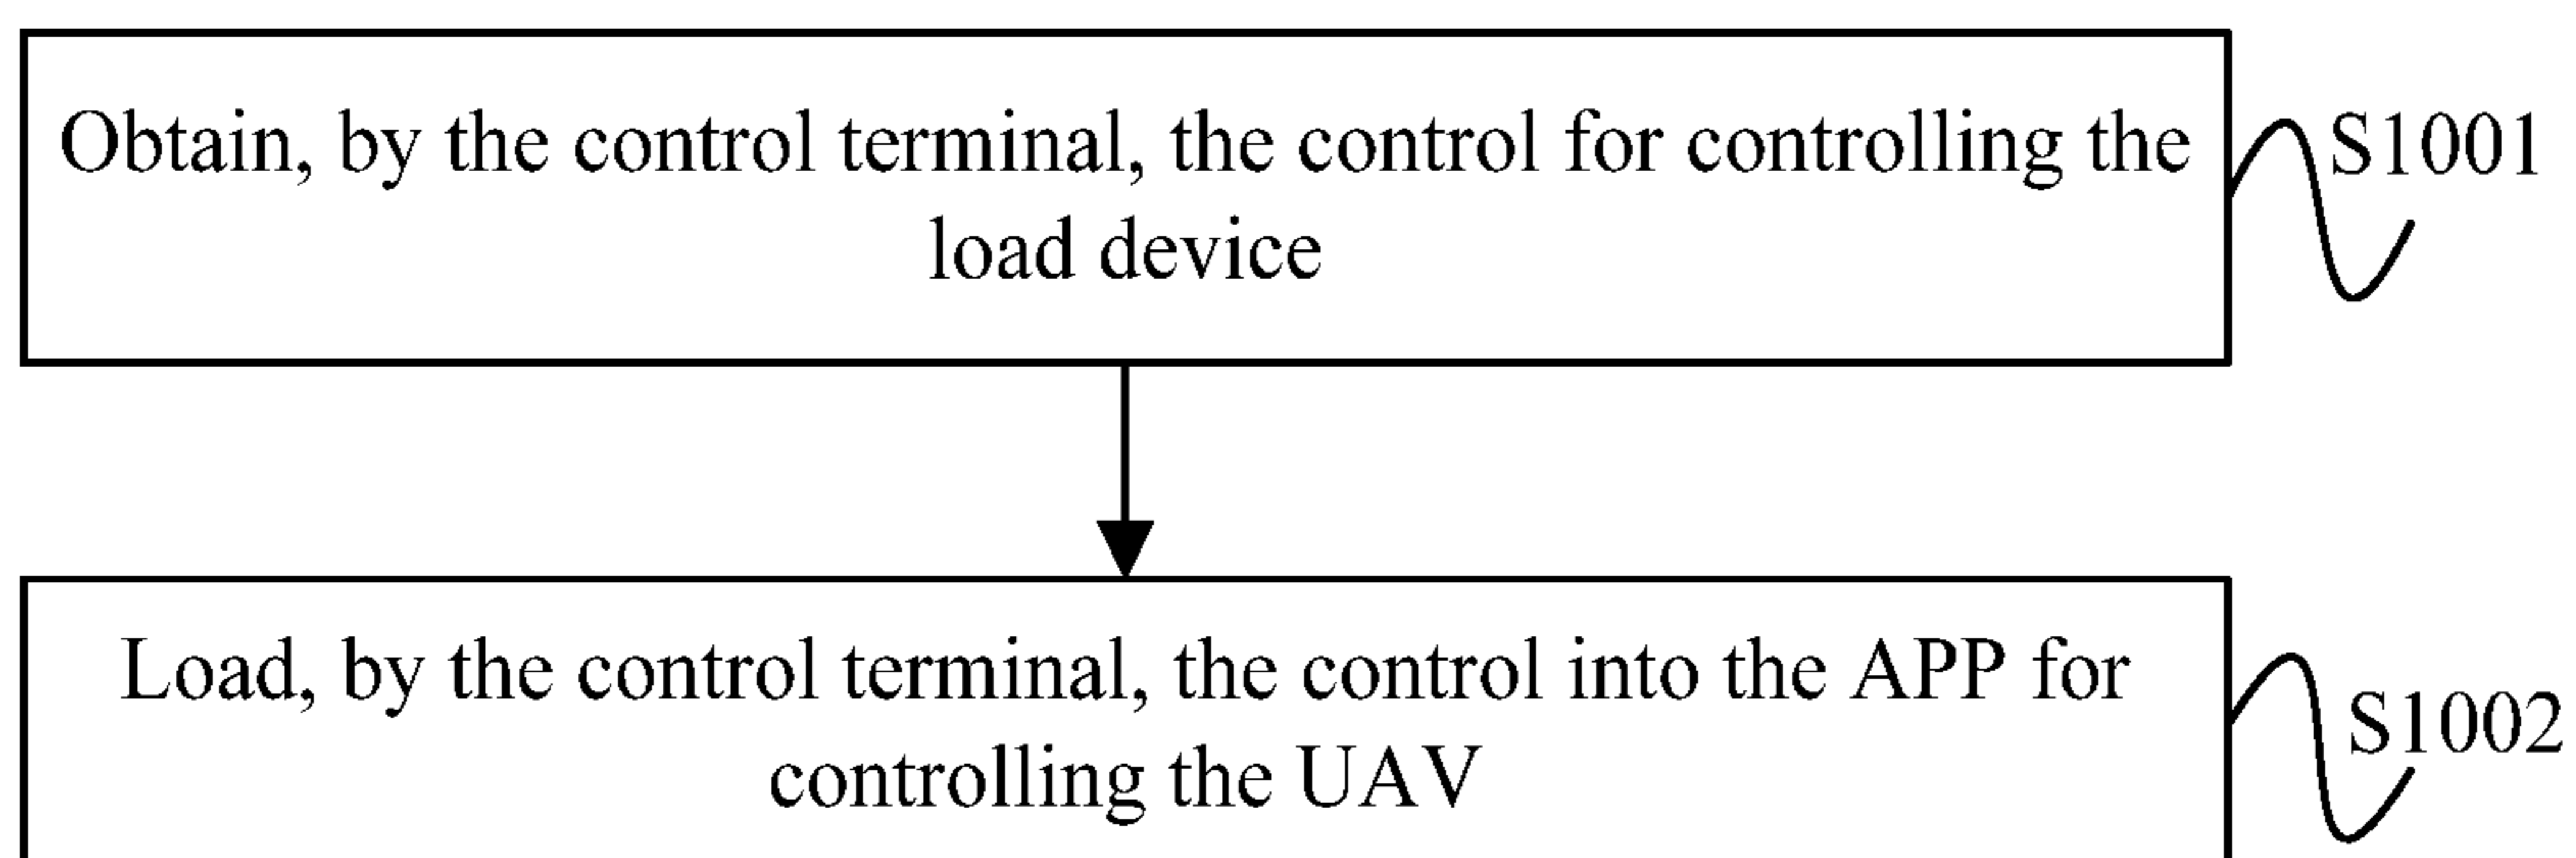 Obtain, by the control terminal, the control for controlling the
load device
S1001
Load, by the control terminal, the control into the APP for
controlling the UAV
S1002